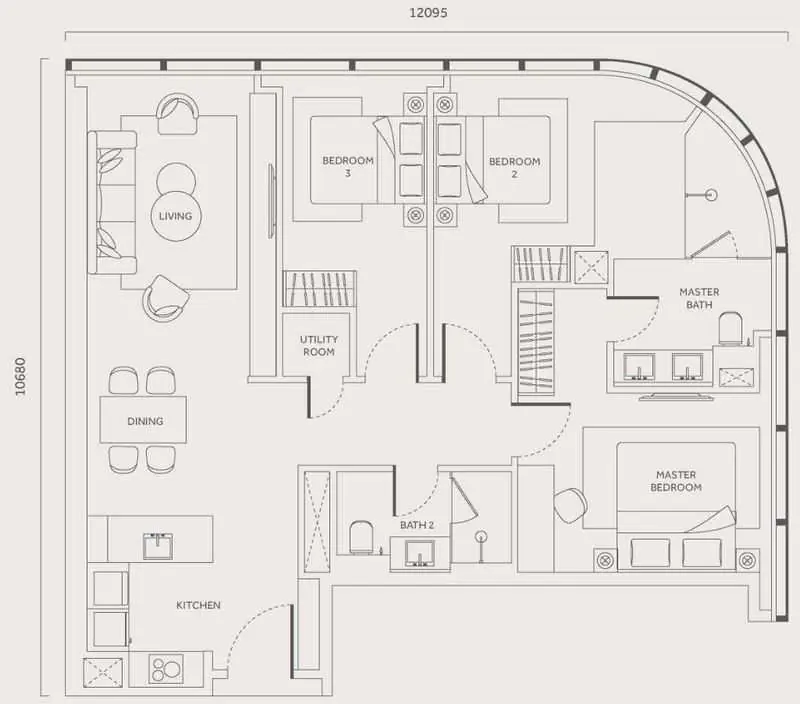 12095
10680
BEDROOM
3
BEDROOM
2
LIVING
MASTER
BATH
UTILITY
ROOM
DINING
MASTER
BEDROOM
BATH 2
KITCHEN